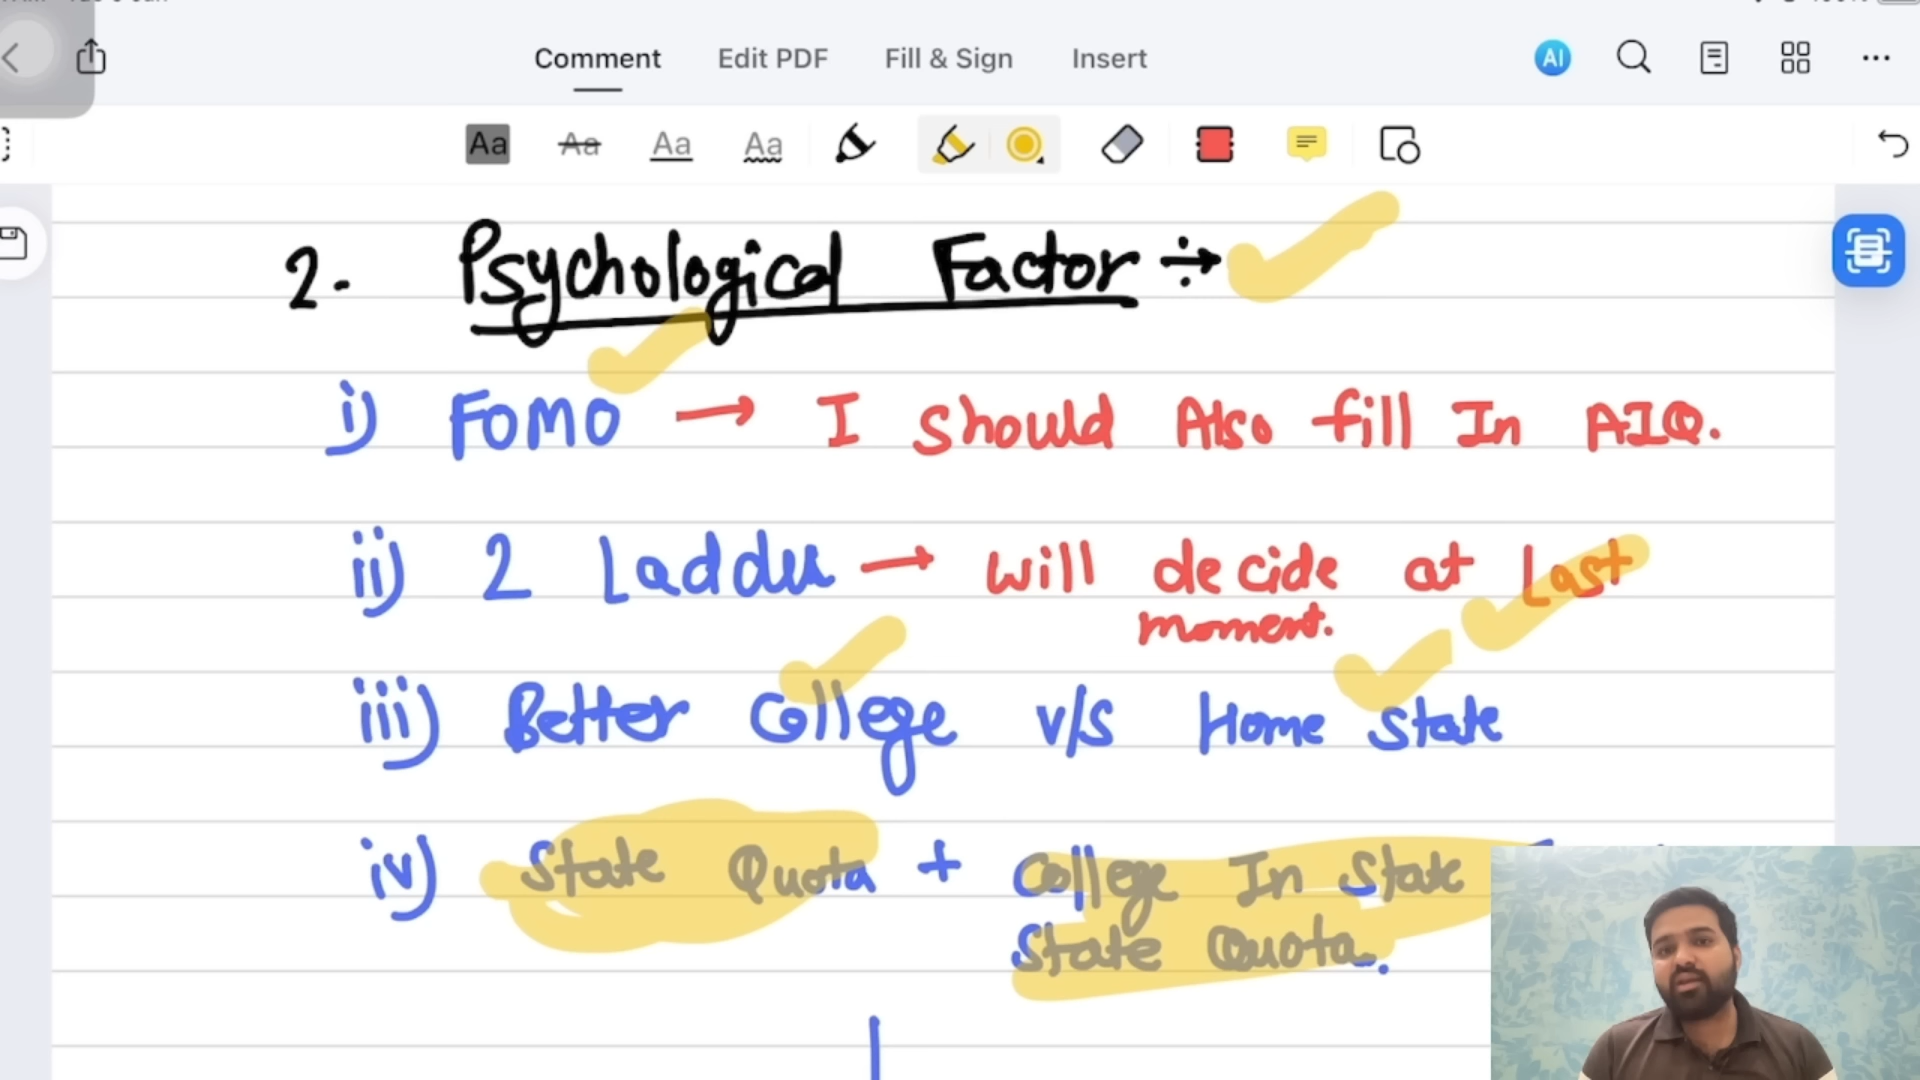 Comment Edit PDF Fill & Sign Insert AI
Aa Aa Aa Aa
2. Psychological Factor ÷→
i) FOMO → I should Also fill In AIQ.
ii) 2 Ladder → will decide at Last
moment.
iii) Better College v/s Home State
iv) State Quota + College In State
State Quota.